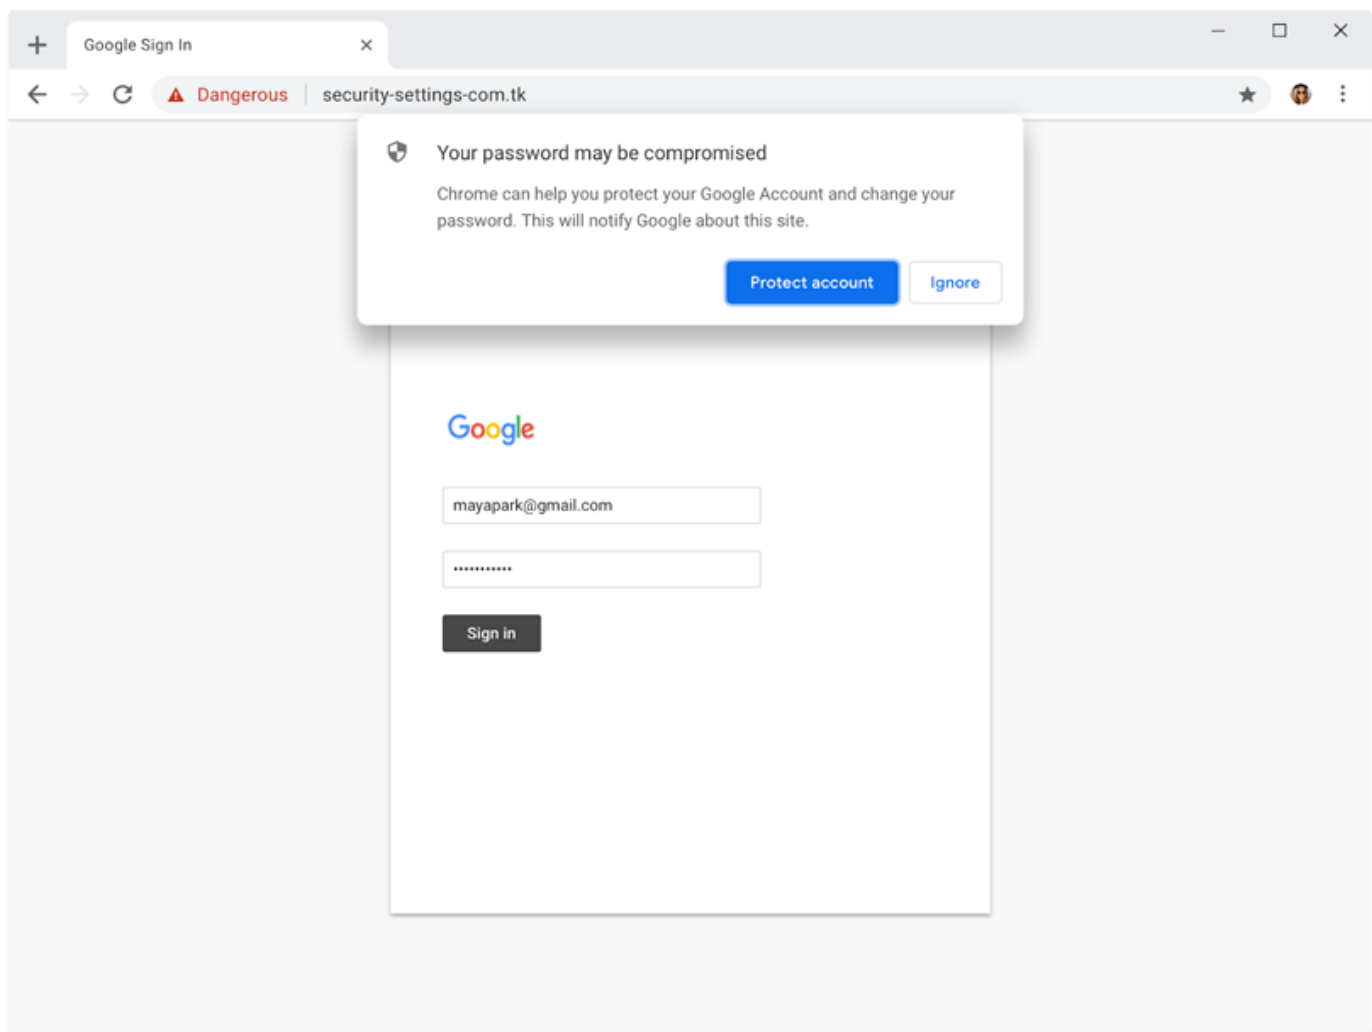 Google Sign In
Dangerous security-settings-com.tk
Your password may be compromised
Chrome can help you protect your Google Account and change your
password. This will notify Google about this site.
Protect account Ignore
Google
mayapark@gmail.com
•••••••••••
Sign in